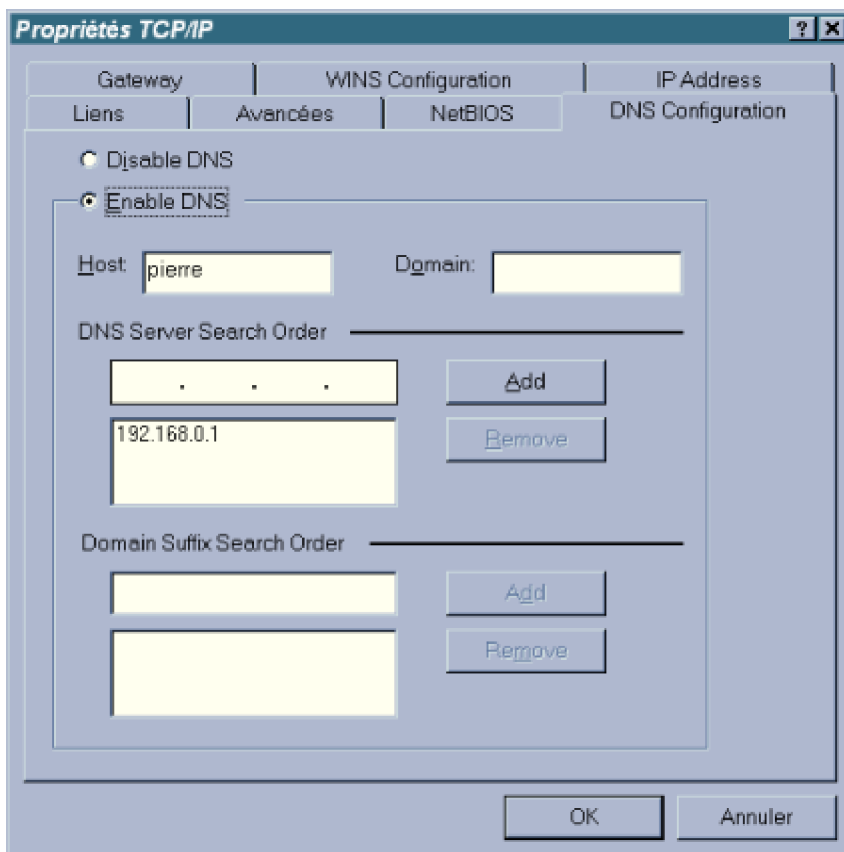 Propriétés TCP/IP
Gateway WINS Configuration IP Address
Liens Avancées NetBIOS DNS Configuration
Disable DNS
Enable DNS
Host: pierre Domain:
DNS Server Search Order
. . . Add
192.168.0.1 Remove
Domain Suffix Search Order
Add
Remove
OK Annuler